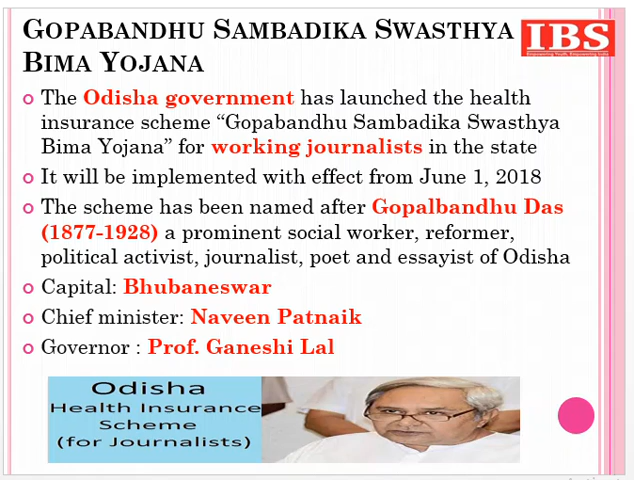 GOPABANDHU SAMBADIKA SWASTHYA
BIMA YOJANA
IBS
The Odisha government has launched the health
insurance scheme “Gopabandhu Sambadika Swasthya
Bima Yojana” for working journalists in the state
It will be implemented with effect from June 1, 2018
The scheme has been named after Gopalbandhu Das
(1877-1928) a prominent social worker, reformer,
political activist, journalist, poet and essayist of Odisha
Capital: Bhubaneswar
Chief minister: Naveen Patnaik
Governor : Prof. Ganeshi Lal
Odisha
Health Insurance
Scheme
(for Journalists)